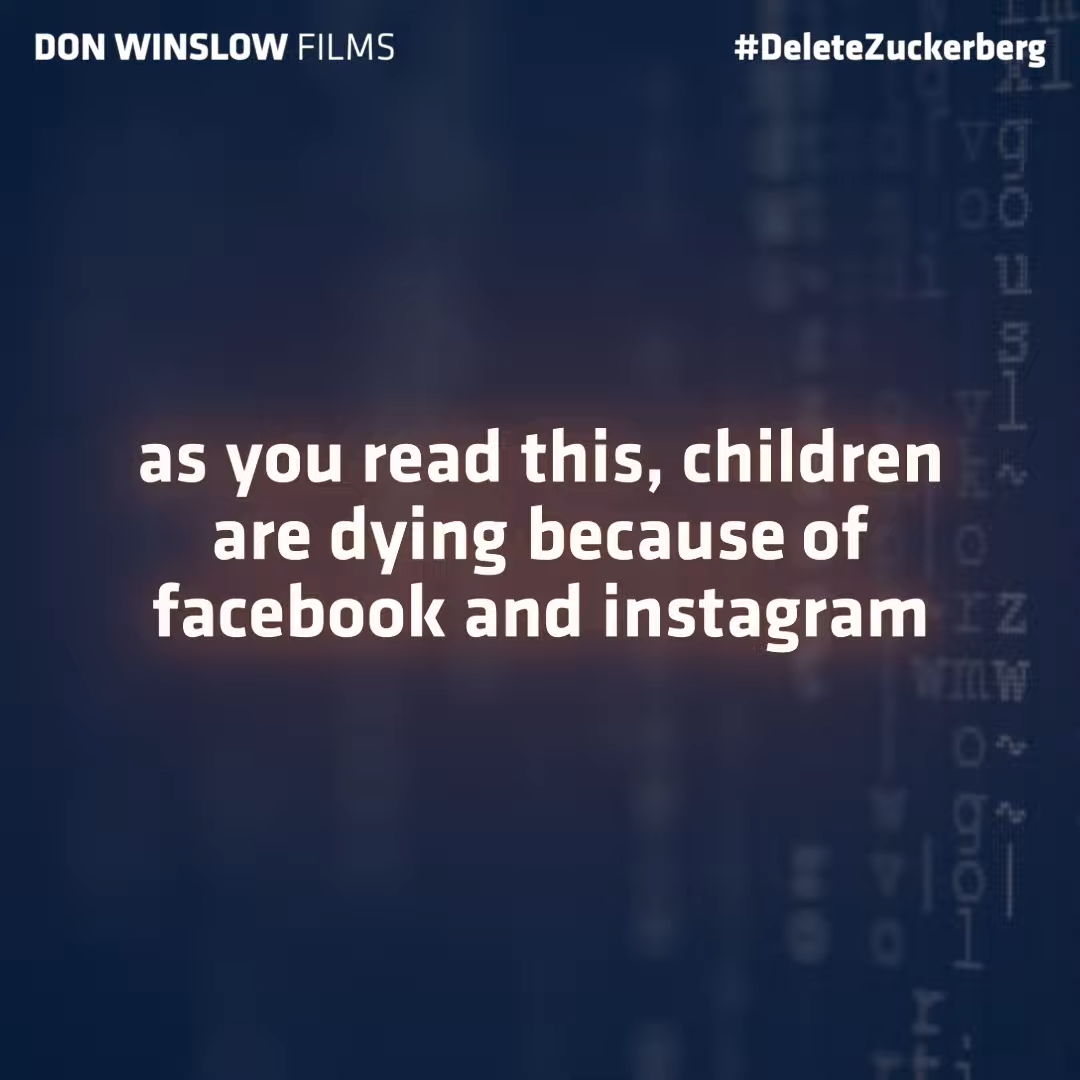 DON WINSLOW FILMS
#DeleteZuckerberg
as you read this, children
are dying because of
facebook and instagram